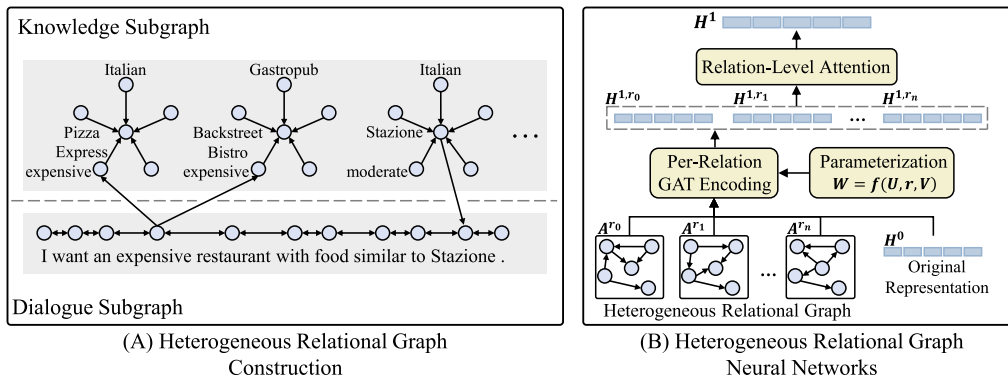 Knowledge Subgraph
Italian
Gastropub
Italian
Pizza
Express
expensive
Backstreet
Bistro
expensive
Stazione
moderate
...
I want an expensive restaurant with food similar to Stazione .
Dialogue Subgraph
(A) Heterogeneous Relational Graph
Construction
H^1
Relation-Level Attention
H^{1,r_0}
H^{1,r_1}
H^{1,r_n}
...
Per-Relation
GAT Encoding
Parameterization
W = f(U, r, V)
A^{r_0}
A^{r_1}
A^{r_n}
...
H^0
Original
Representation
Heterogeneous Relational Graph
(B) Heterogeneous Relational Graph
Neural Networks